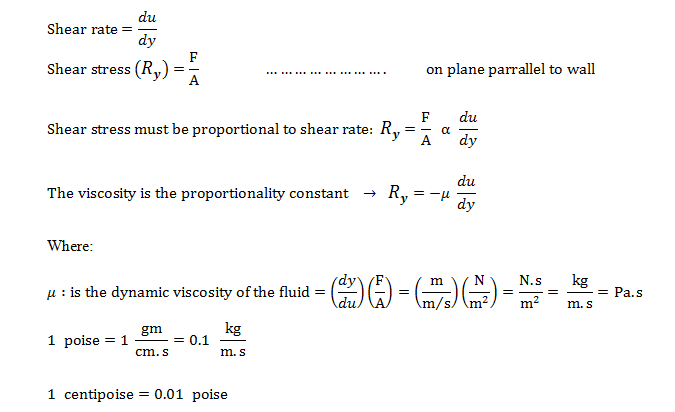 Shear rate = du/dy
Shear stress (R_y) = F/A … … … … … … … … . on plane parrallel to wall
Shear stress must be proportional to shear rate: R_y = F/A α du/dy
The viscosity is the proportionality constant → R_y = −μ du/dy
Where:
μ : is the dynamic viscosity of the fluid = (dy/du)(F/A) = (m/m/s)(N/m²) = N.s/m² = kg/m.s = Pa.s
1 poise = 1 gm/cm.s = 0.1 kg/m.s
1 centipoise = 0.01 poise